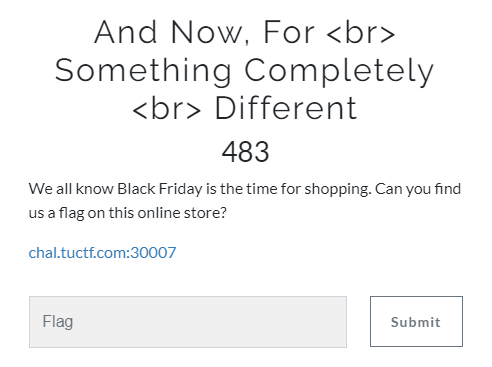 And Now, For <br>
Something Completely
<br> Different
483
We all know Black Friday is the time for shopping. Can you find
us a flag on this online store?
chal.tuctf.com:30007
Flag
Submit